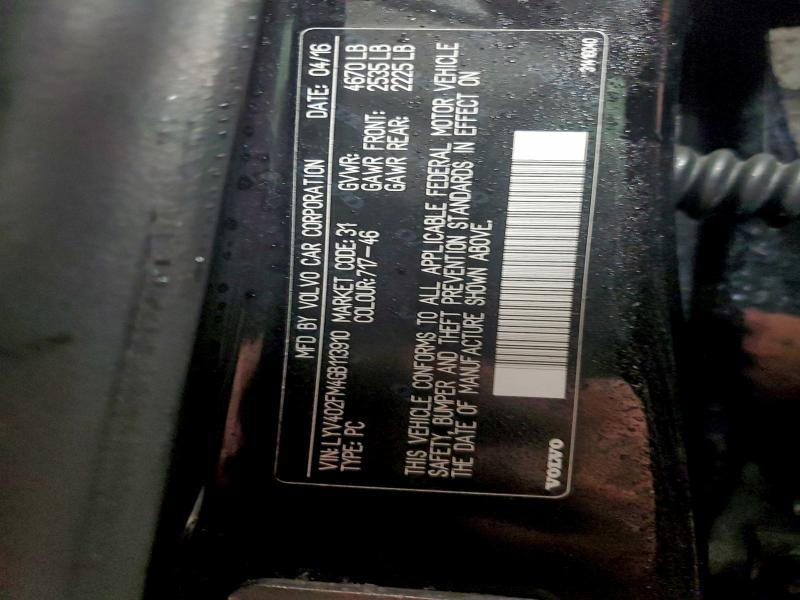 MFD BY VOLVO CAR CORPORATION DATE: 04/16
VIN: LYV402FM4GB113910 MARKET CODE: 31 GVWR: 4670 LB
TYPE: PC COLOUR: 717-46 GAWR FRONT: 2535 LB
GAWR REAR: 2225 LB
THIS VEHICLE CONFORMS TO ALL APPLICABLE FEDERAL MOTOR VEHICLE
SAFETY, BUMPER AND THEFT PREVENTION STANDARDS IN EFFECT ON
THE DATE OF MANUFACTURE SHOWN ABOVE.
VOLVO